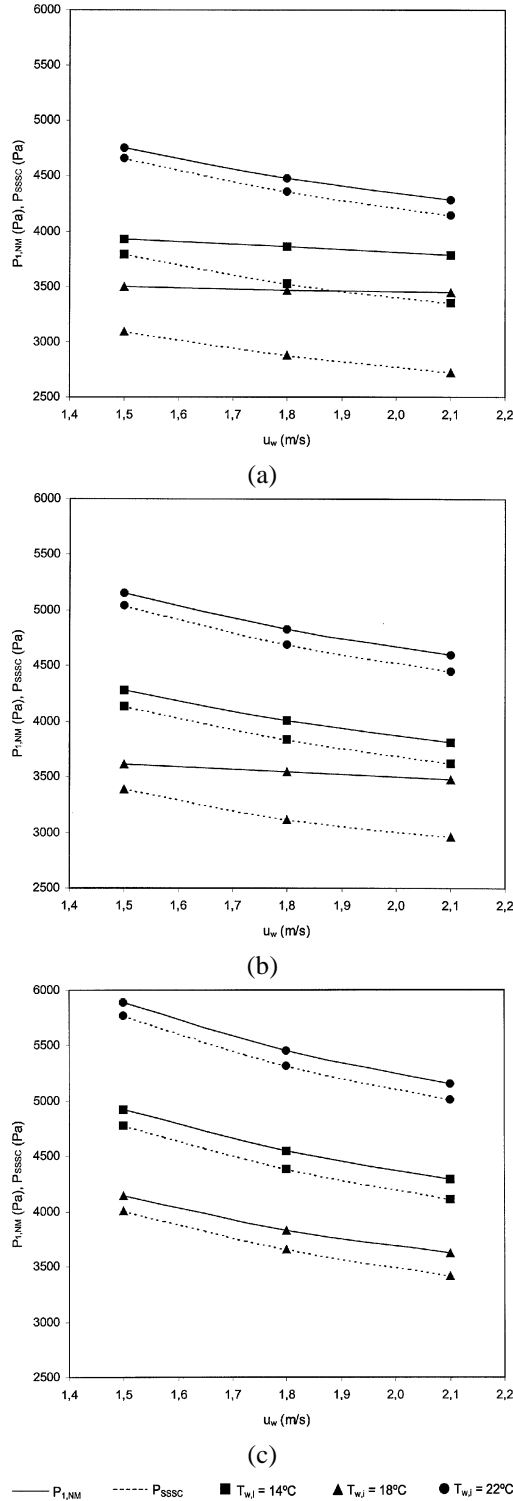 6000
5500
5000
4500
4000
3500
3000
2500
P1,NM (Pa), PSSSC (Pa)
1,4 1,5 1,6 1,7 1,8 1,9 2,0 2,1 2,2
uw (m/s)
(a)
6000
5500
5000
4500
4000
3500
3000
2500
P1,NM (Pa), PSSSC (Pa)
1,4 1,5 1,6 1,7 1,8 1,9 2,0 2,1 2,2
uw (m/s)
(b)
6000
5500
5000
4500
4000
3500
3000
2500
P1,NM (Pa), PSSSC (Pa)
1,4 1,5 1,6 1,7 1,8 1,9 2,0 2,1 2,2
uw (m/s)
(c)
P1,NM PSSSC Tw,i = 14ºC Tw,i = 18ºC Tw,i = 22ºC